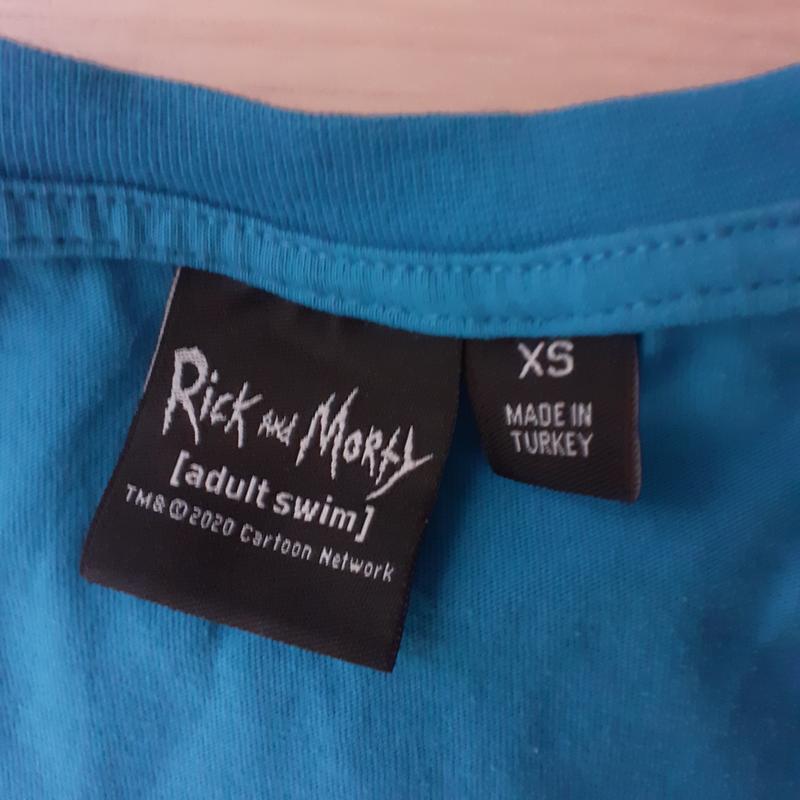 Rick and Morty
[adult swim]
TM & © 2020 Cartoon Network
XS
MADE IN
TURKEY